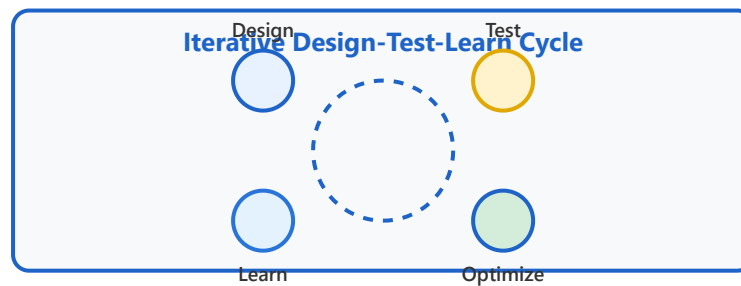 Design
Test
Iterative Design-Test-Learn Cycle
Learn
Optimize